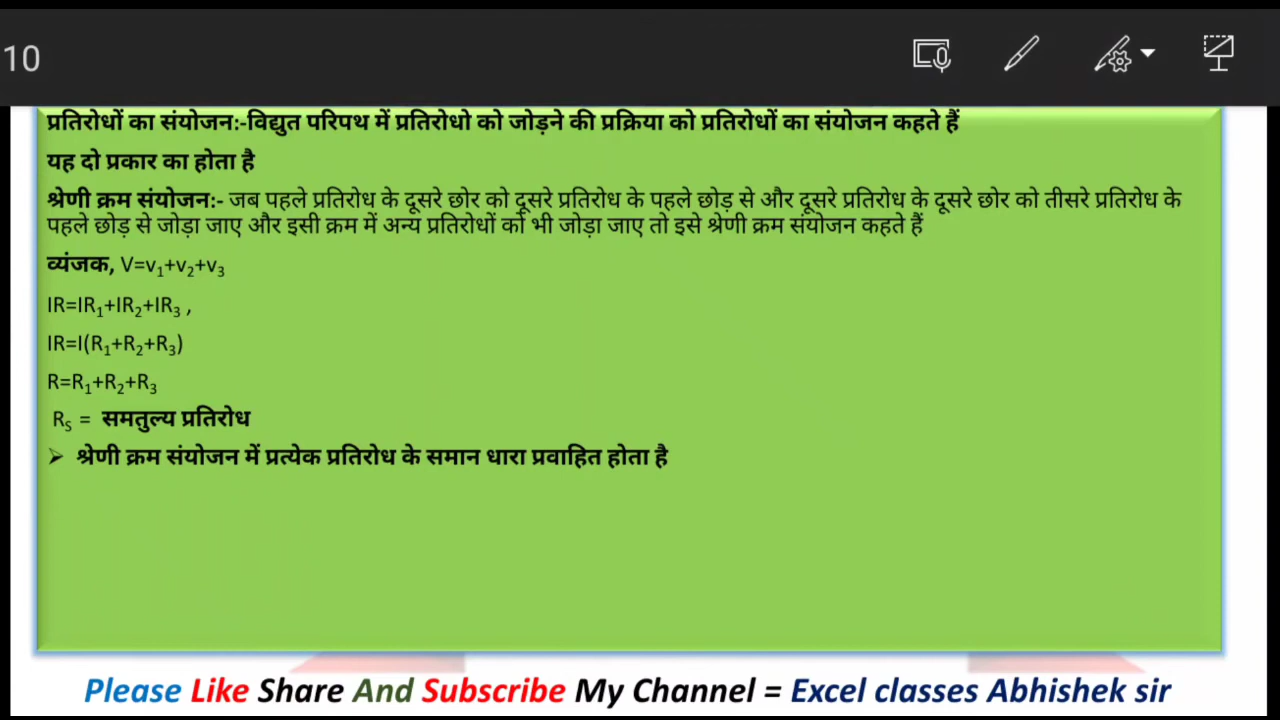 10
प्रतिरोधों का संयोजन:-विद्युत परिपथ में प्रतिरोधो को जोड़ने की प्रक्रिया को प्रतिरोधों का संयोजन कहते हैं
यह दो प्रकार का होता है
श्रेणी क्रम संयोजन:- जब पहले प्रतिरोध के दूसरे छोर को दूसरे प्रतिरोध के पहले छोड़ से और दूसरे प्रतिरोध के दूसरे छोर को तीसरे प्रतिरोध के
पहले छोड़ से जोड़ा जाए और इसी क्रम में अन्य प्रतिरोधों को भी जोड़ा जाए तो इसे श्रेणी क्रम संयोजन कहते हैं
व्यंजक, V=v₁+v₂+v₃
IR=IR₁+IR₂+IR₃ ,
IR=I(R₁+R₂+R₃)
R=R₁+R₂+R₃
Rₛ = समतुल्य प्रतिरोध
➢ श्रेणी क्रम संयोजन में प्रत्येक प्रतिरोध के समान धारा प्रवाहित होता है
Please Like Share And Subscribe My Channel = Excel classes Abhishek sir